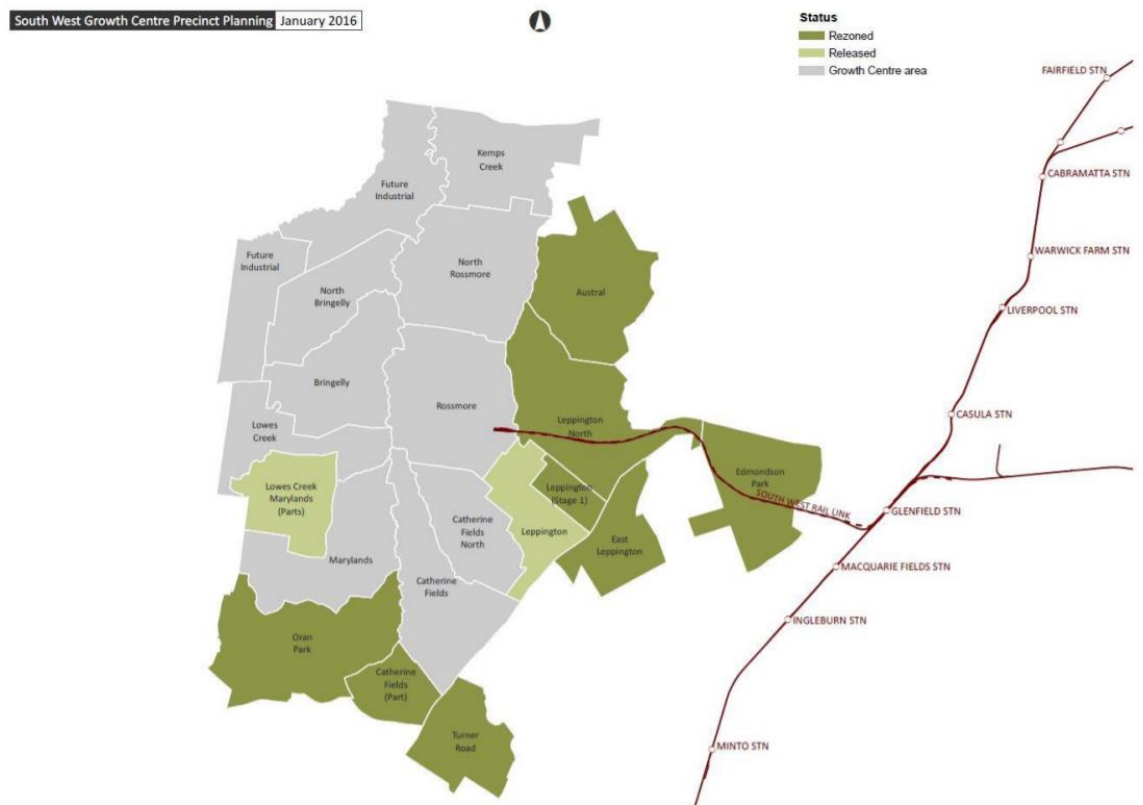 South West Growth Centre Precinct Planning January 2016
Status
Rezoned
Released
Growth Centre area
FAIRFIELD STN
CABRAMATTA STN
WARWICK FARM STN
LIVERPOOL STN
CASULA STN
GLENFIELD STN
MACQUARIE FIELDS STN
INGLEBURN STN
MINTO STN
SOUTH WEST RAIL LINK
Kemps
Creek
Future
Industrial
Future
Industrial
North
Rossmore
North
Bringelly
Austral
Bringelly
Rossmore
Leppington
North
Lowes
Creek
Lowes Creek
Marylands
(Parts)
Leppington
(Stage 1)
Edmondson
Park
Catherine
Fields
North
Leppington
East
Leppington
Marylands
Catherine
Fields
Oran
Park
Catherine
Fields
(Part)
Turner
Road